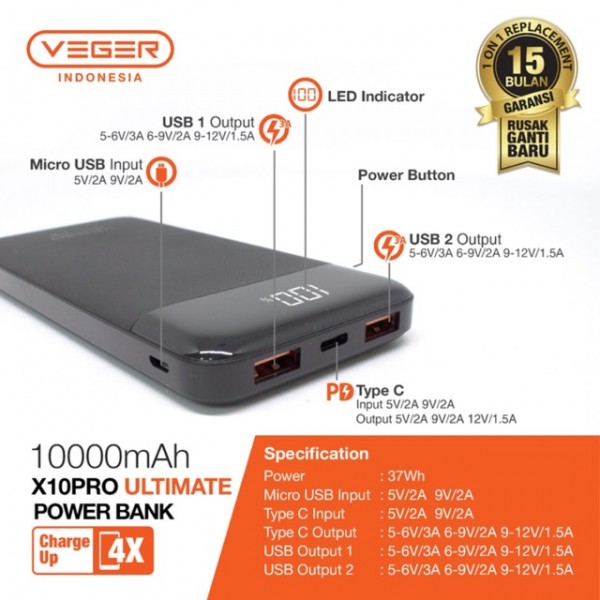 VEGER
INDONESIA
1 ON 1 REPLACEMENT
15
BULAN
GARANSI
RUSAK
GANTI
BARU
100
LED Indicator
USB 1 Output
5-6V/3A 6-9V/2A 9-12V/1.5A
3A
Micro USB Input
5V/2A 9V/2A
Power Button
3A
USB 2 Output
5-6V/3A 6-9V/2A 9-12V/1.5A
100%
PD
Type C
Input 5V/2A 9V/2A
Output 5V/2A 9V/2A 12V/1.5A
10000mAh
X10PRO ULTIMATE
POWER BANK
Charge
Up
4X
Specification
Power : 37Wh
Micro USB Input : 5V/2A 9V/2A
Type C Input : 5V/2A 9V/2A
Type C Output : 5-6V/3A 6-9V/2A 9-12V/1.5A
USB Output 1 : 5-6V/3A 6-9V/2A 9-12V/1.5A
USB Output 2 : 5-6V/3A 6-9V/2A 9-12V/1.5A